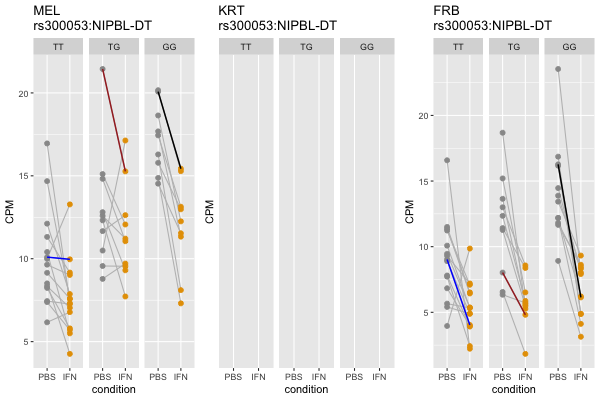 MEL
rs300053:NIPBL-DT
TT TG GG
20
15
10
5
CPM
PBS IFN PBS IFN PBS IFN
condition
KRT
rs300053:NIPBL-DT
TT TG GG
CPM
PBS IFN PBS IFN PBS IFN
condition
FRB
rs300053:NIPBL-DT
TT TG GG
20
15
10
5
CPM
PBS IFN PBS IFN PBS IFN
condition